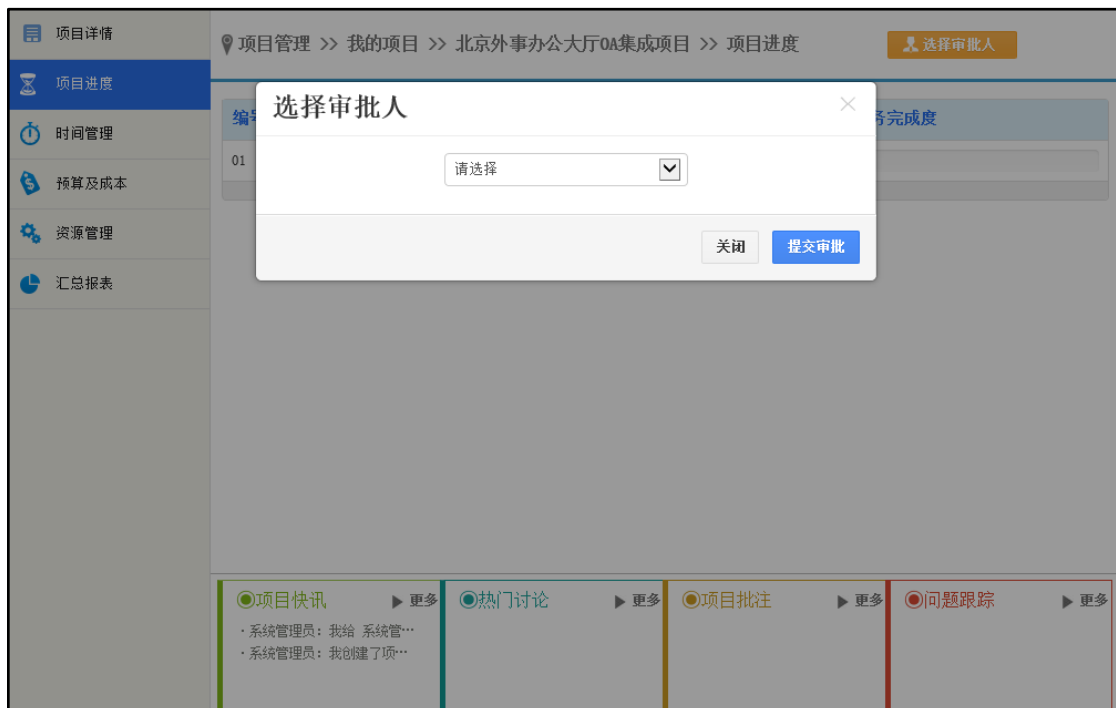 项目详情
项目进度
时间管理
预算及成本
资源管理
汇总报表
项目管理 >> 我的项目 >> 北京外事办公大厅OA集成项目 >> 项目进度
选择审批人
选择审批人
编
务完成度
01
请选择
关闭
提交审批
项目快讯
更多
·系统管理员: 我给 系统管…
·系统管理员: 我创建了项…
热门讨论
更多
项目批注
更多
问题跟踪
更多